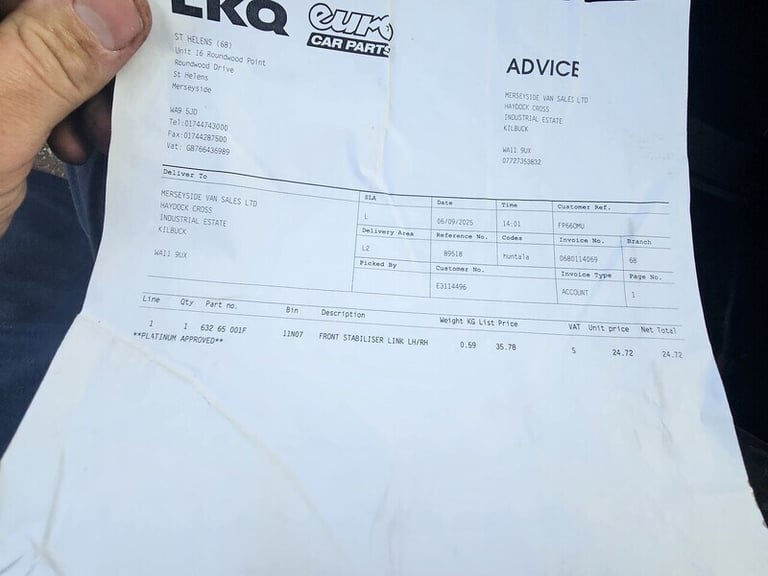 LKQ
euro
CAR PARTS
ST HELENS (68)
Unit 16 Roundwood Point
Roundwood Drive
St Helens
Merseyside
WA9 5JD
Tel:01744743000
Fax:01744287500
Vat: GB766436989
ADVICE
MERSEYSIDE VAN SALES LTD
HAYDOCK CROSS
INDUSTRIAL ESTATE
KILBUCK
WA11 9UX
07727353832
Deliver To
MERSEYSIDE VAN SALES LTD
HAYDOCK CROSS
INDUSTRIAL ESTATE
KILBUCK
WA11 9UX
SLA Date Time Customer Ref.
L 06/09/2025 14:01 FP66OMU
Delivery Area Reference No. Codes Invoice No. Branch
L2 89518 huntala 0680114069 68
Picked By Customer No. Invoice Type Page No.
E3114496 ACCOUNT 1
Line Qty Part no. Bin Description Weight KG List Price VAT Unit price Net Total
1 1 632 66 001F 11N07 FRONT STABILISER LINK LH/RH 0.59 35.78 S 24.72 24.72
**PLATINUM APPROVED**